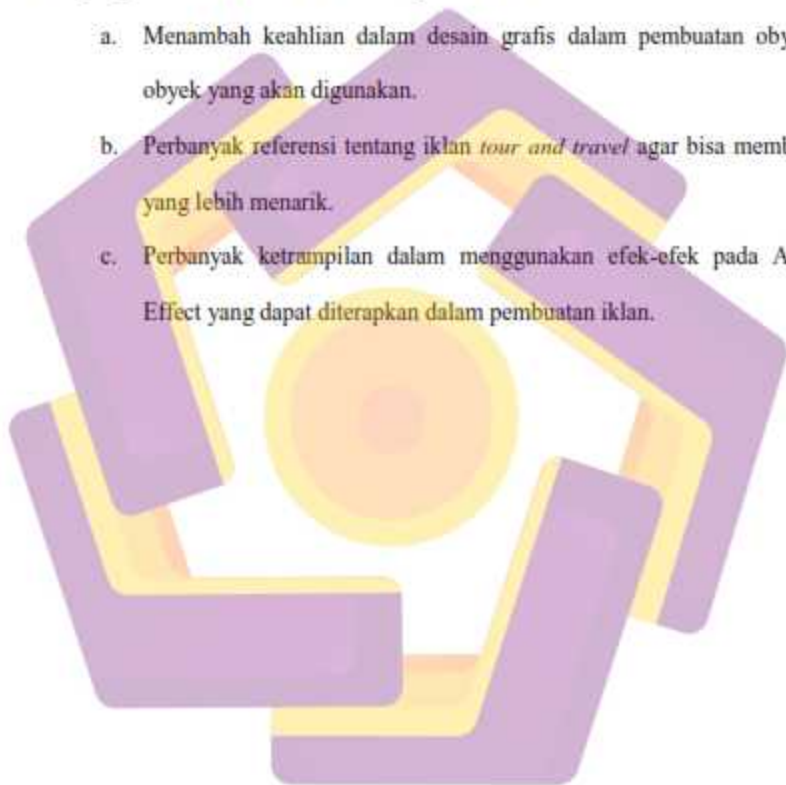 a. Menambah keahlian dalam desain grafis dalam pembuatan oby
obyek yang akan digunakan.
b. Perbanyak referensi tentang iklan tour and travel agar bisa memb
yang lebih menarik.
c. Perbanyak ketrampilan dalam menggunakan efek-efek pada A
Effect yang dapat diterapkan dalam pembuatan iklan.